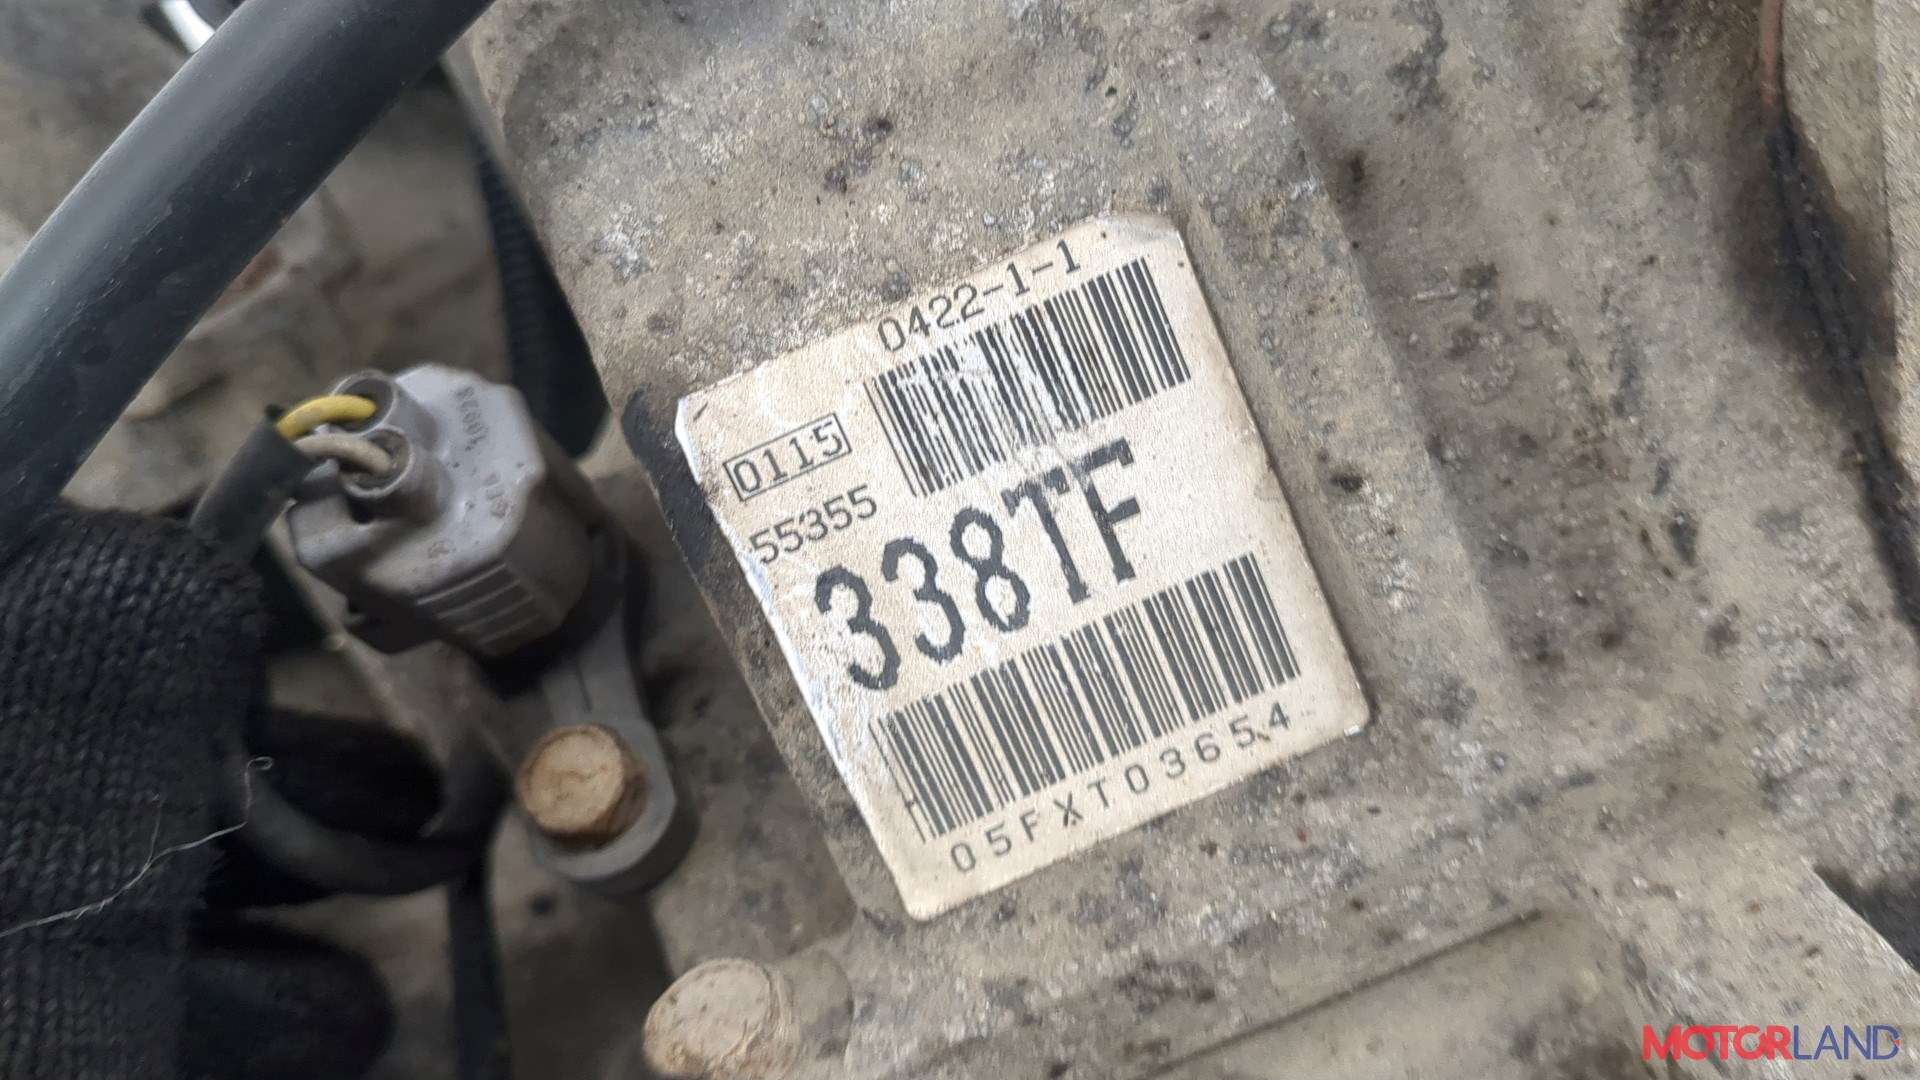 0422-1-1
0115
55355
338TF
05FXT03654
MOTORLAND